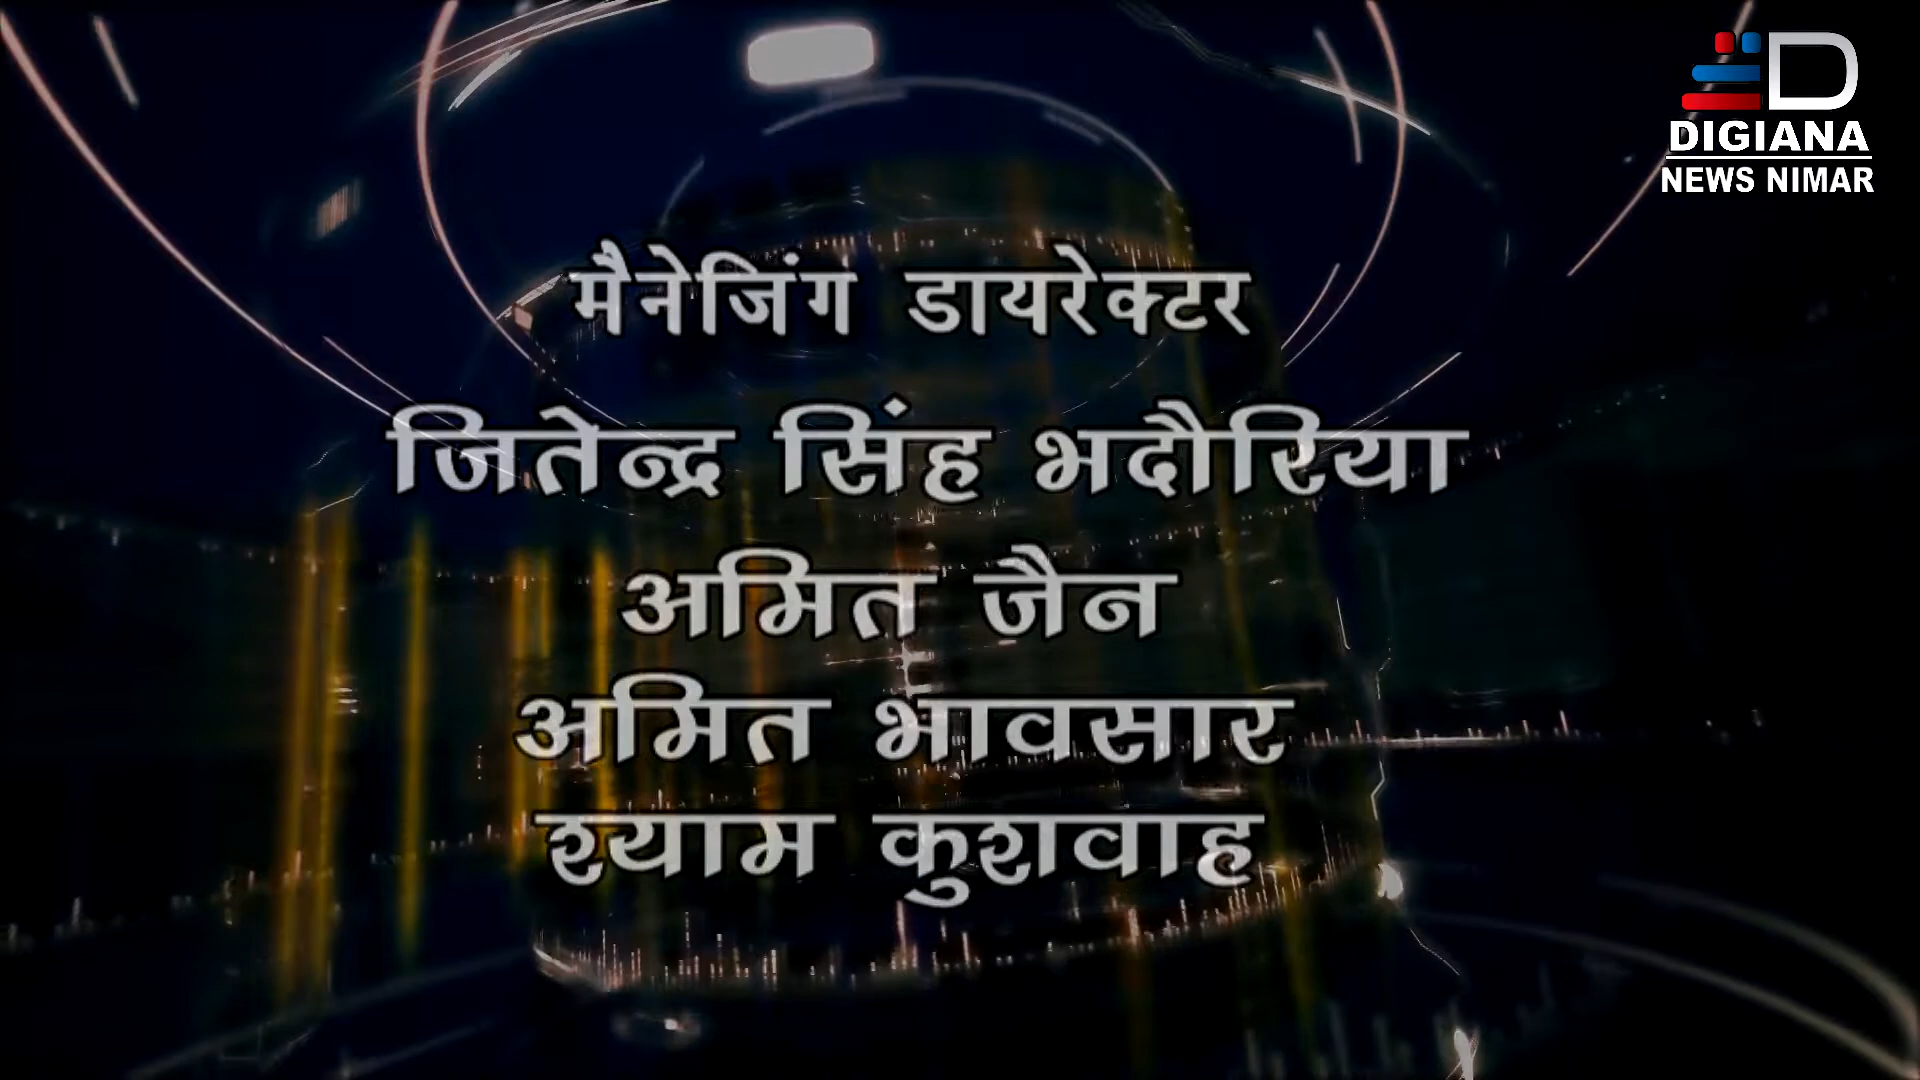 DIGIANA
NEWS NIMAR
मैनेजिंग डायरेक्टर
जितेन्द्र सिंह भदौरिया
अमित जैन
अमित भावसार
श्याम कुशवाह